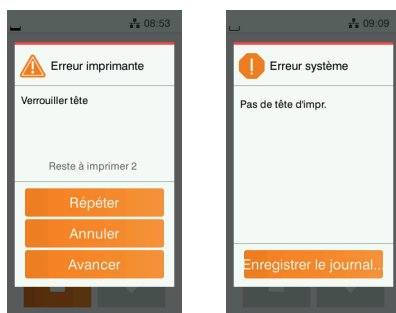 08:53
Erreur imprimante
Verrouiller tête
Reste à imprimer 2
Répéter
Annuler
Avancer
09:09
Erreur système
Pas de tête d'impr.
Enregistrer le journal...